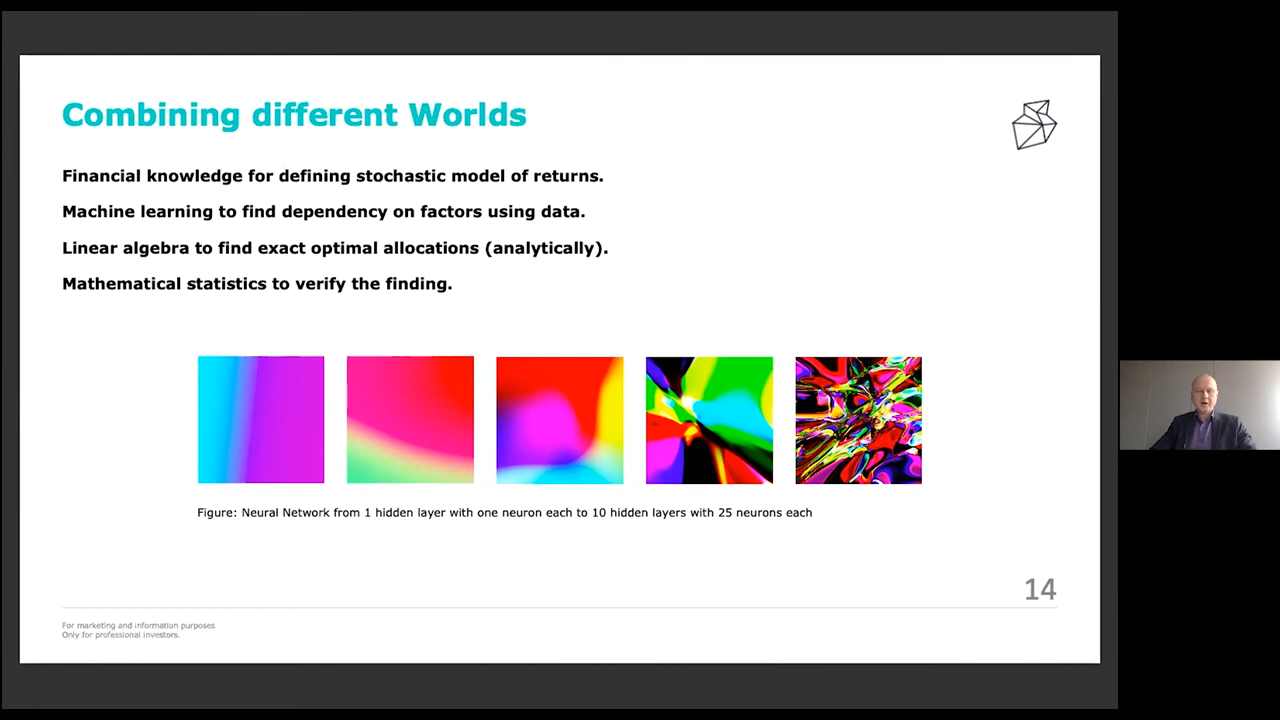 Combining different Worlds
Financial knowledge for defining stochastic model of returns.
Machine learning to find dependency on factors using data.
Linear algebra to find exact optimal allocations (analytically).
Mathematical statistics to verify the finding.
Figure: Neural Network from 1 hidden layer with one neuron each to 10 hidden layers with 25 neurons each
14
For marketing and information purposes
Only for professional investors.